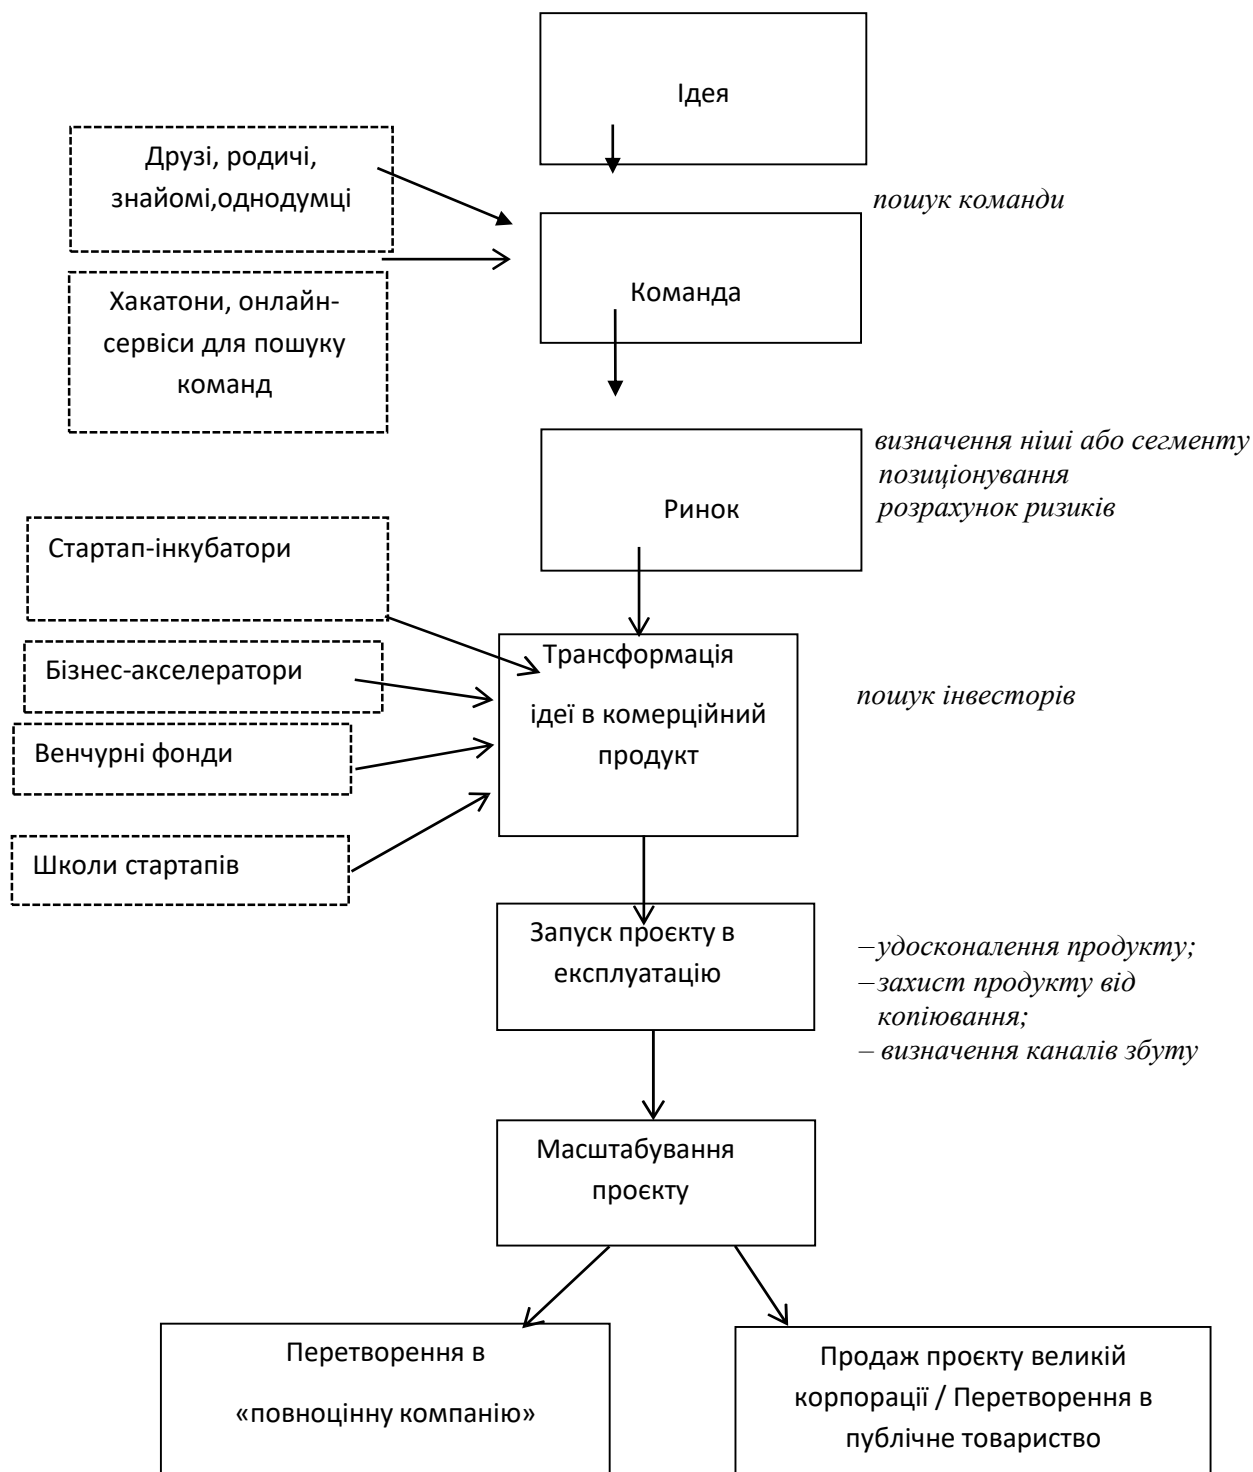 Ідея
Друзі, родичі,
знайомі,однодумці
пошук команди
Команда
Хакатони, онлайн-
сервіси для пошуку
команд
Ринок
визначення ніші або сегменту
позиціонування
розрахунок ризиків
Стартап-інкубатори
Бізнес-акселератори
Венчурні фонди
Школи стартапів
Трансформація
ідеї в комерційний
продукт
пошук інвесторів
Запуск проєкту в
експлуатацію
–удосконалення продукту;
–захист продукту від
копіювання;
– визначення каналів збуту
Масштабування
проєкту
Перетворення в
«повноцінну компанію»
Продаж проєкту великій
корпорації / Перетворення в
публічне товариство